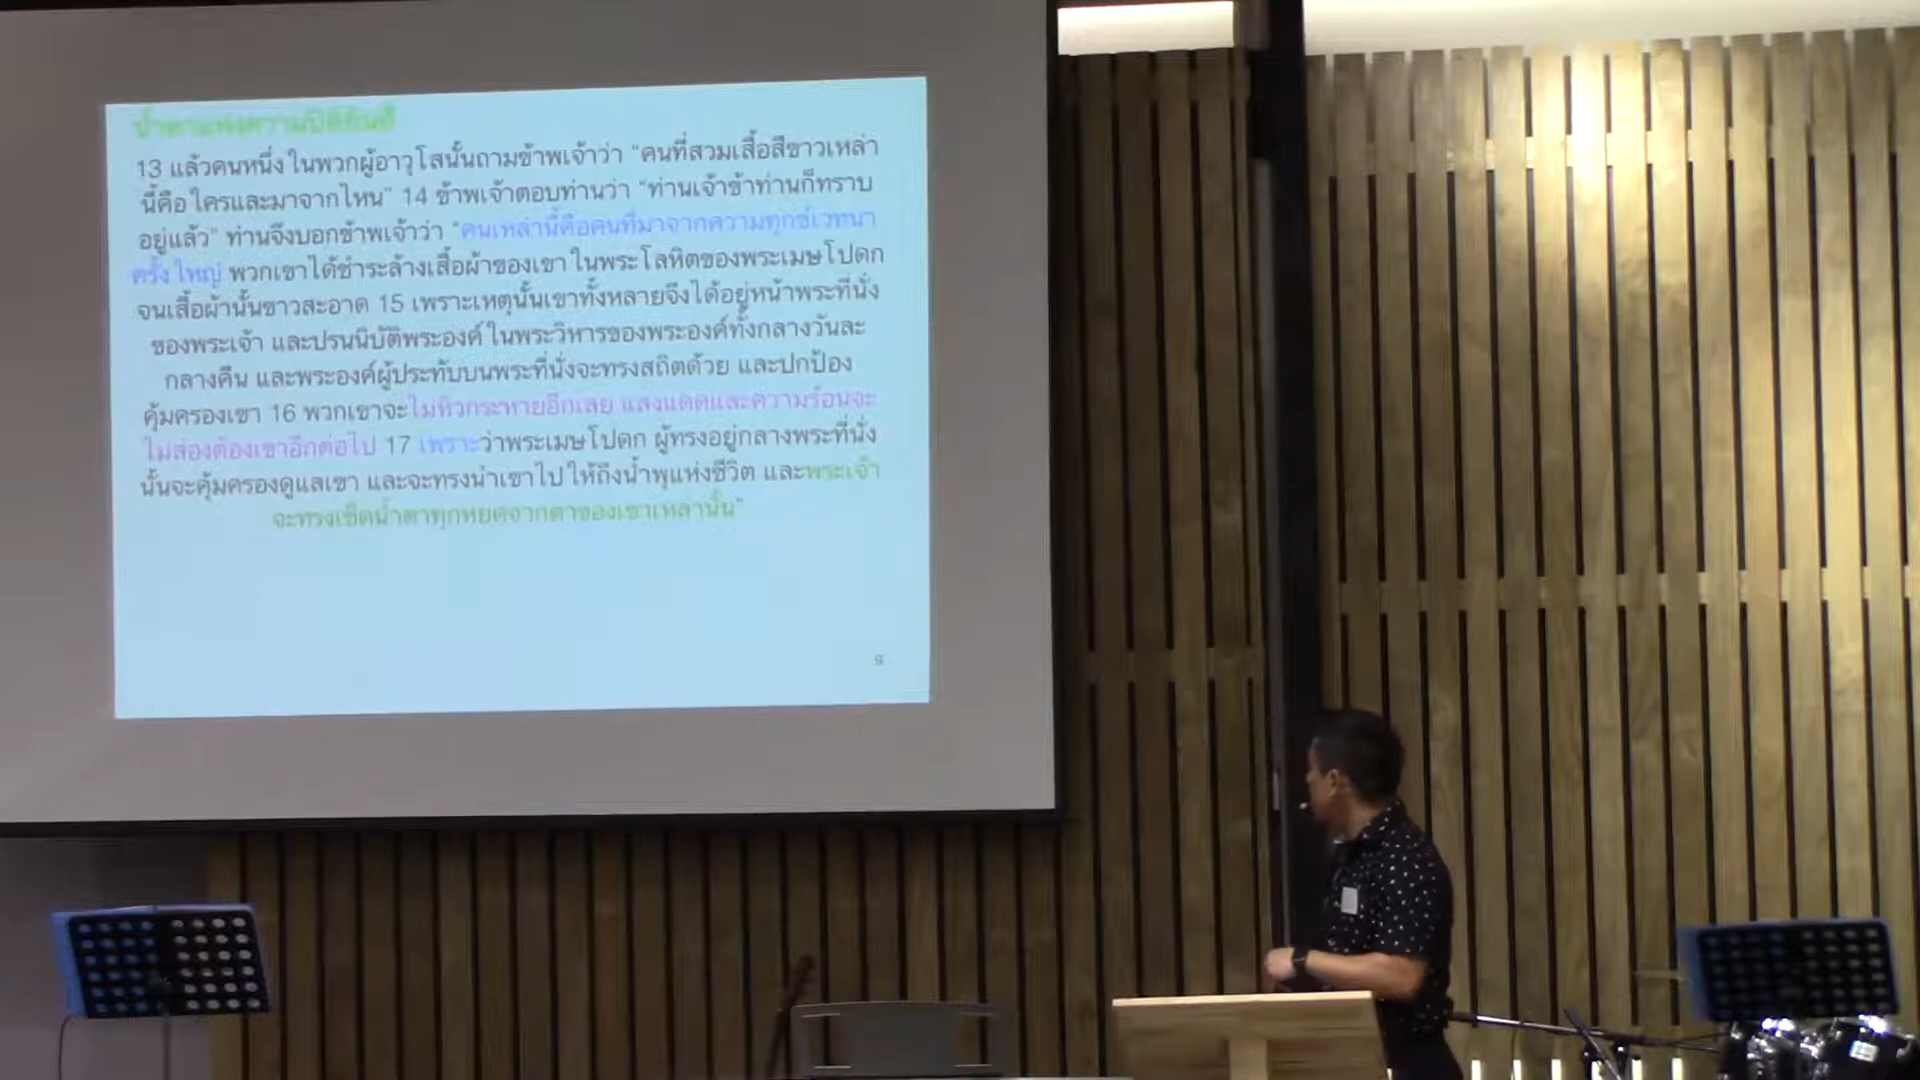 น้ำตาแห่งความปิติยินดี
13 แล้วคนหนึ่งในพวกผู้อาวุโสนั้นถามข้าพเจ้าว่า “คนที่สวมเสื้อสีขาวเหล่า
นี้คือใครและมาจากไหน” 14 ข้าพเจ้าตอบท่านว่า “ท่านเจ้าข้าท่านก็ทราบ
อยู่แล้ว” ท่านจึงบอกข้าพเจ้าว่า “คนเหล่านี้คือคนที่มาจากความทุกข์เวทนา
ครั้งใหญ่ พวกเขาได้ชำระล้างเสื้อผ้าของเขาในพระโลหิตของพระเมษโปดก
จนเสื้อผ้านั้นขาวสะอาด 15 เพราะเหตุนั้นเขาทั้งหลายจึงได้อยู่หน้าพระที่นั่ง
ของพระเจ้า และปรนนิบัติพระองค์ในพระวิหารของพระองค์ทั้งกลางวันละ
กลางคืน และพระองค์ผู้ประทับบนพระที่นั่งจะทรงสถิตด้วย และปกป้อง
คุ้มครองเขา 16 พวกเขาจะไม่หิวกระหายอีกเลย แสงแดดและความร้อนจะ
ไม่ส่องต้องเขาอีกต่อไป 17 เพราะว่าพระเมษโปดก ผู้ทรงอยู่กลางพระที่นั่ง
นั้นจะคุ้มครองดูแลเขา และจะทรงนำเขาไปให้ถึงน้ำพุแห่งชีวิต และพระเจ้า
จะทรงเช็ดน้ำตาทุกหยดจากตาของเขาเหล่านั้น”
9